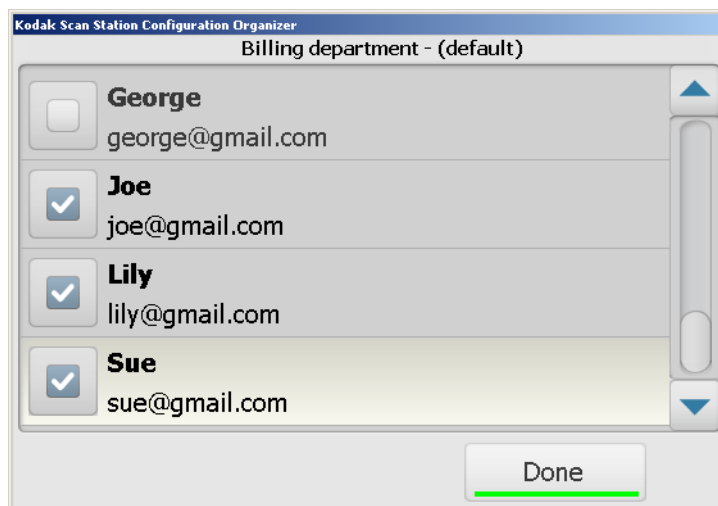 Kodak Scan Station Configuration Organizer
Billing department - (default)
George
george@gmail.com
Joe
joe@gmail.com
Lily
lily@gmail.com
Sue
sue@gmail.com
Done